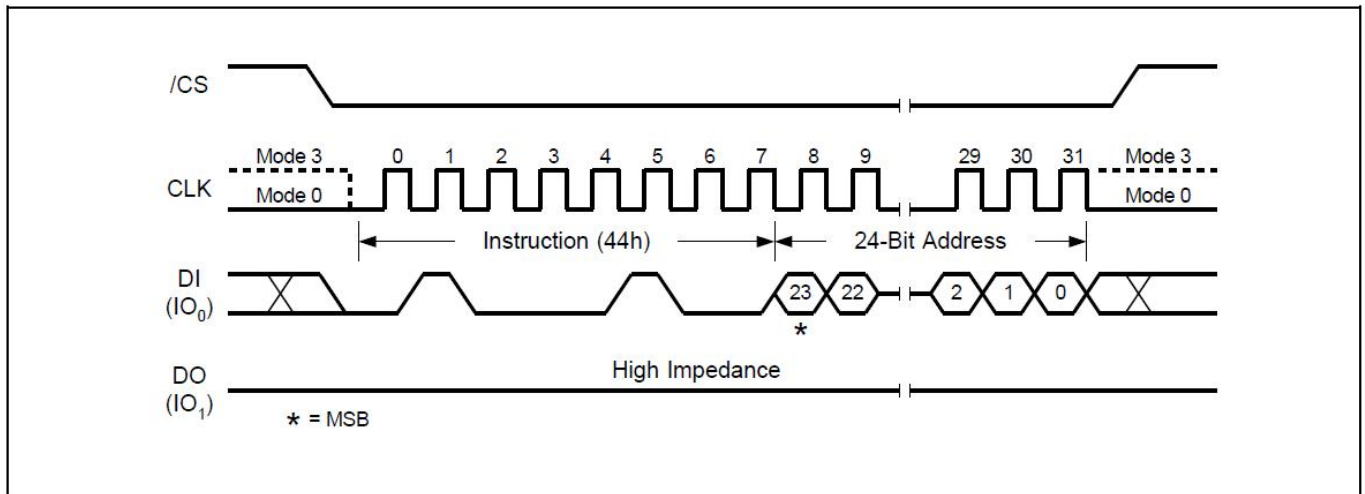 /CS
Mode 3 0 1 2 3 4 5 6 7 8 9 29 30 31 Mode 3
CLK
Mode 0 Mode 0
Instruction (44h) 24-Bit Address
DI
(IO₀)
23 22 2 1 0
*
High Impedance
DO
(IO₁)
* = MSB